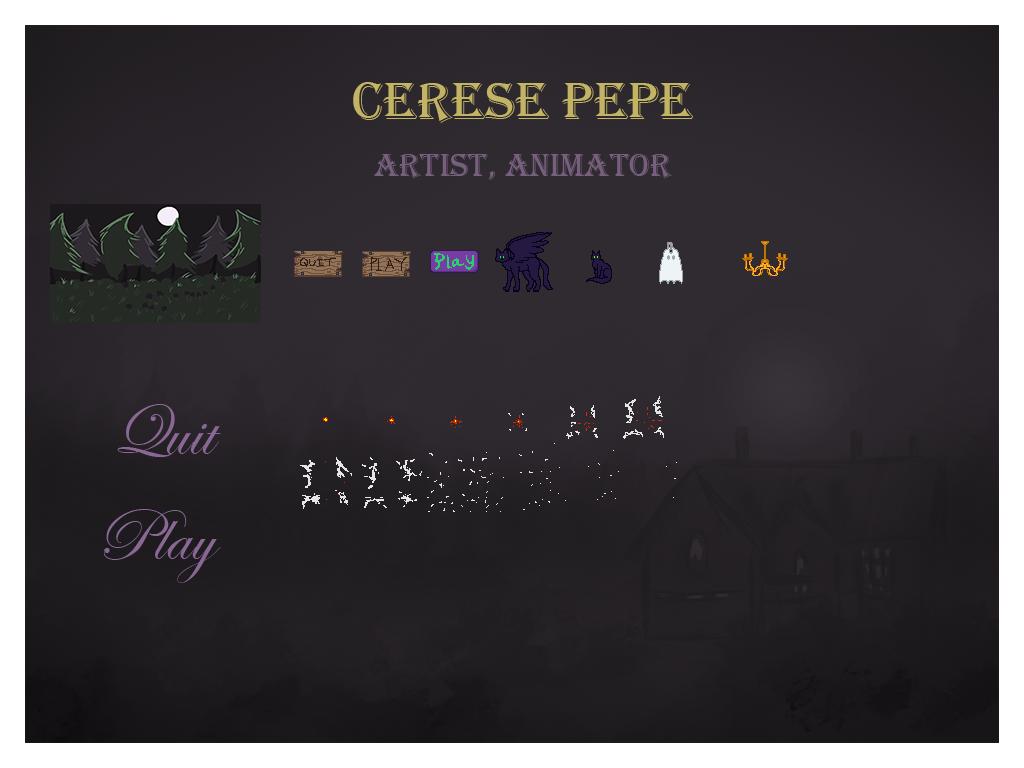 CERESE PEPE
ARTIST, ANIMATOR
QUIT
PLAY
Play
Quit
Play